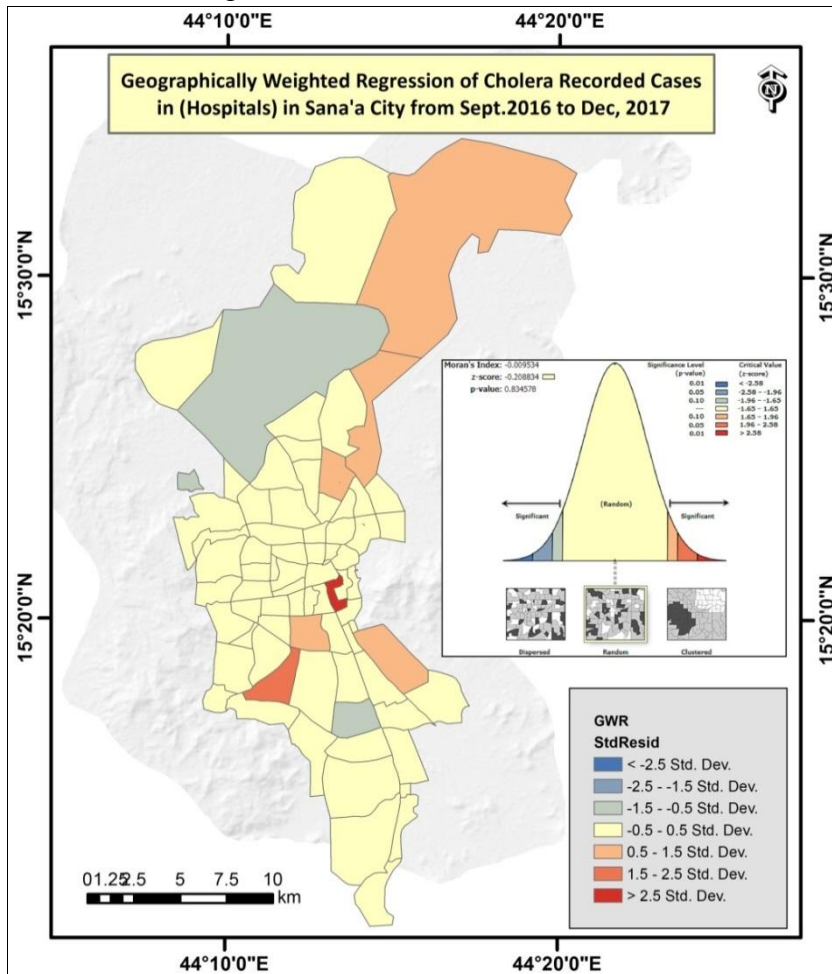 44°10'0"E 44°20'0"E
Geographically Weighted Regression of Cholera Recorded Cases
in (Hospitals) in Sana'a City from Sept.2016 to Dec, 2017
N
15°30'0"N 15°30'0"N
Moran's Index: -0.009534
z-score: -0.208834
p-value: 0.834578
Significance Level Critical Value
(p-value) (z-score)
0.01 < -2.58
0.05 -2.58 - -1.96
0.10 -1.96 - -1.65
--- -1.65 - 1.65
0.10 1.65 - 1.96
0.05 1.96 - 2.58
0.01 > 2.58
(Random)
Significant Significant
Dispersed Random Clustered
15°20'0"N 15°20'0"N
GWR
StdResid
< -2.5 Std. Dev.
-2.5 - -1.5 Std. Dev.
-1.5 - -0.5 Std. Dev.
-0.5 - 0.5 Std. Dev.
0.5 - 1.5 Std. Dev.
1.5 - 2.5 Std. Dev.
> 2.5 Std. Dev.
01.252.5 5 7.5 10
km
44°10'0"E 44°20'0"E